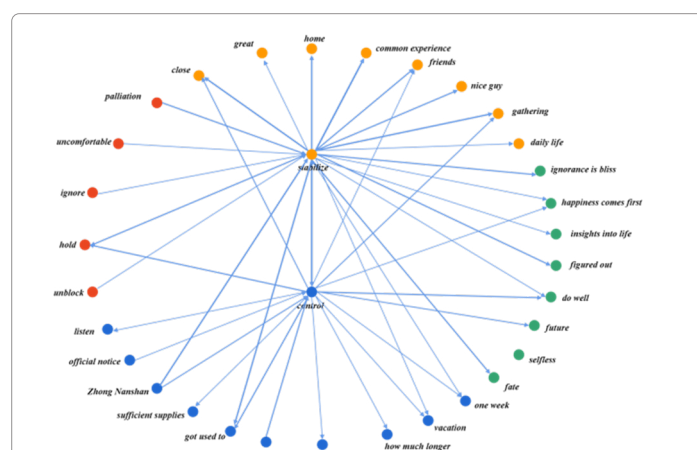 home
great
common experience
close
friends
palliation
nice guy
gathering
uncomfortable
daily life
stabilize
ignorance is bliss
ignore
happiness comes first
insights into life
hold
figured out
unblock
do well
control
listen
future
official notice
selfless
Zhong Nanshan
fate
one week
sufficient supplies
vacation
got used to
how much longer